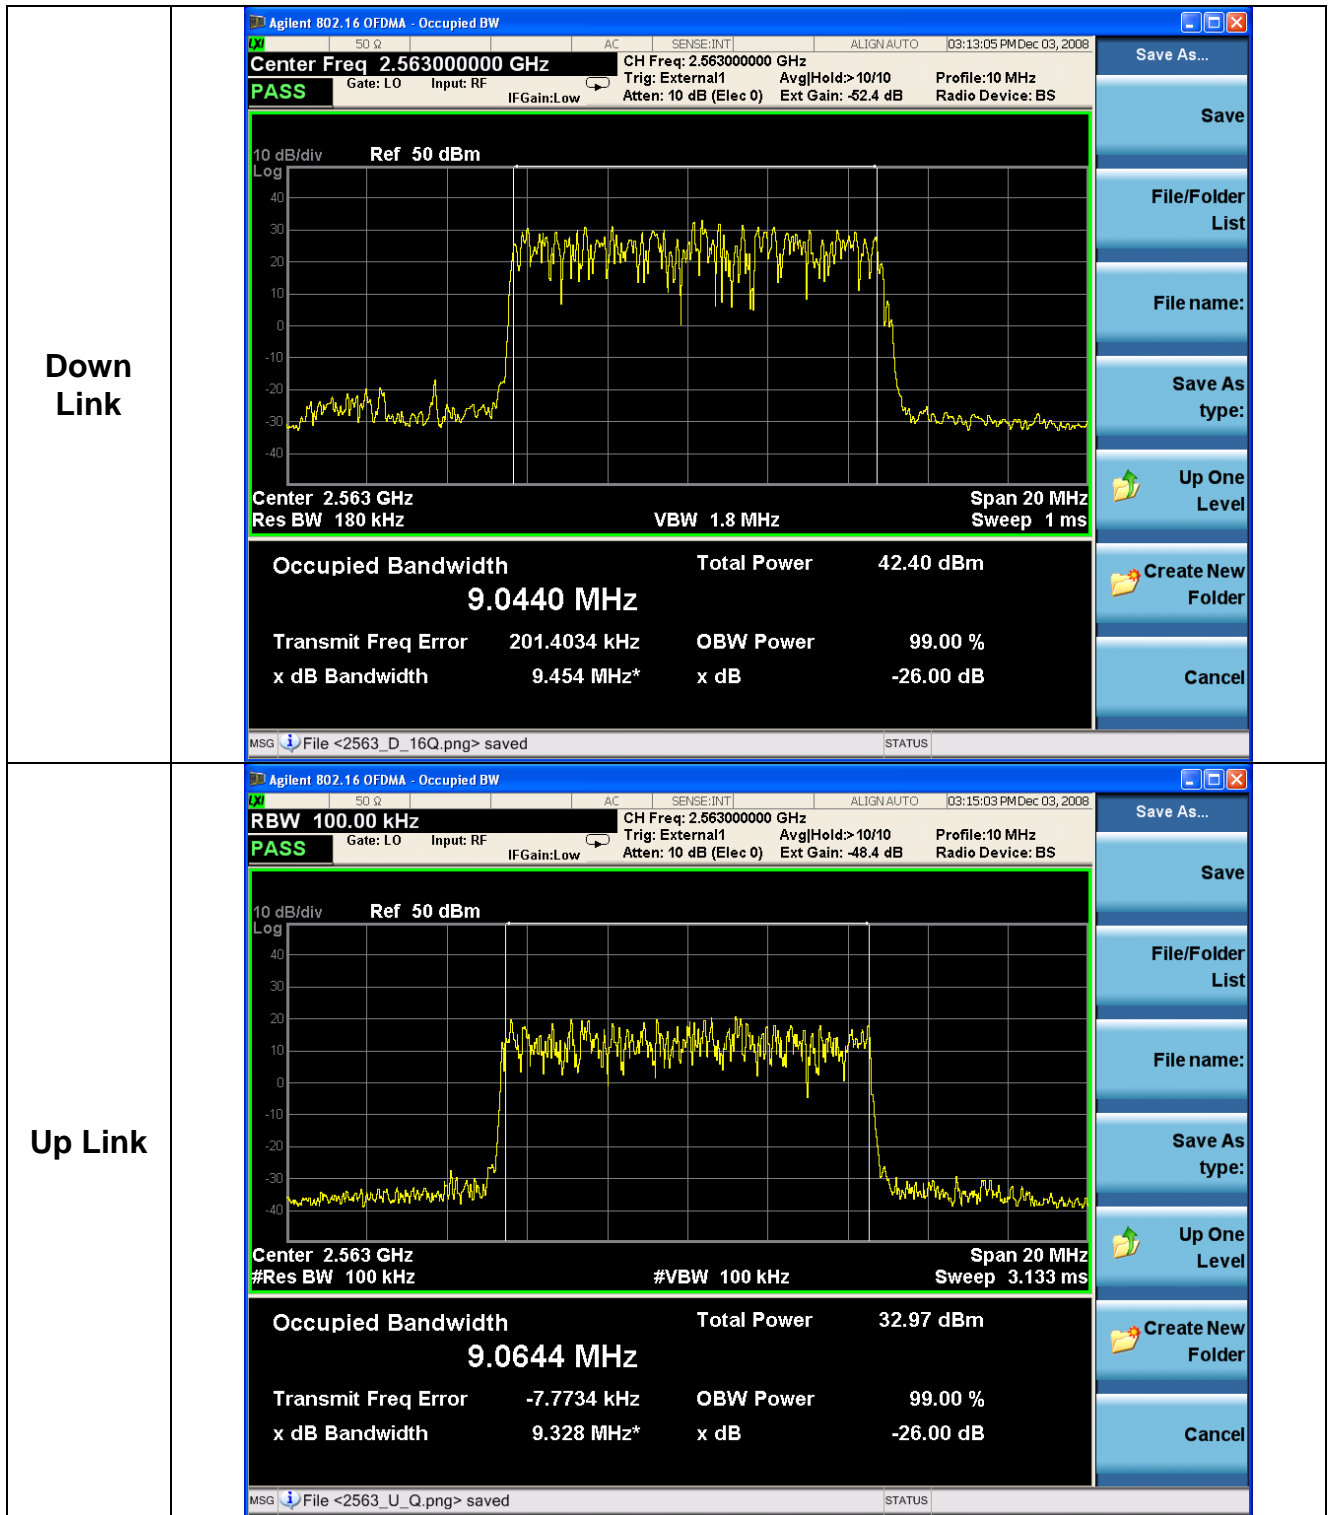 Down
Link
Agilent 802.16 OFDMA - Occupied BW
LXI 50 Ω AC SENSE:INT ALIGN AUTO 03:13:05 PM Dec 03, 2008
Center Freq 2.563000000 GHz
CH Freq: 2.563000000 GHz
PASS Gate: LO Input: RF IFGain:Low
Trig: External1 Avg|Hold:>10/10 Profile:10 MHz
Atten: 10 dB (Elec 0) Ext Gain: -52.4 dB Radio Device: BS
10 dB/div Ref 50 dBm
Log
40
30
20
10
0
-10
-20
-30
-40
Center 2.563 GHz Span 20 MHz
Res BW 180 kHz VBW 1.8 MHz Sweep 1 ms
Occupied Bandwidth Total Power 42.40 dBm
9.0440 MHz
Transmit Freq Error 201.4034 kHz OBW Power 99.00 %
x dB Bandwidth 9.454 MHz* x dB -26.00 dB
MSG File <2563_D_16Q.png> saved STATUS
Save As...
Save
File/Folder
List
File name:
Save As
type:
Up One
Level
Create New
Folder
Cancel
Up Link
Agilent 802.16 OFDMA - Occupied BW
LXI 50 Ω AC SENSE:INT ALIGN AUTO 03:15:03 PM Dec 03, 2008
RBW 100.00 kHz
CH Freq: 2.563000000 GHz
PASS Gate: LO Input: RF IFGain:Low
Trig: External1 Avg|Hold:>10/10 Profile:10 MHz
Atten: 10 dB (Elec 0) Ext Gain: -48.4 dB Radio Device: BS
10 dB/div Ref 50 dBm
Log
40
30
20
10
0
-10
-20
-30
-40
Center 2.563 GHz Span 20 MHz
#Res BW 100 kHz #VBW 100 kHz Sweep 3.133 ms
Occupied Bandwidth Total Power 32.97 dBm
9.0644 MHz
Transmit Freq Error -7.7734 kHz OBW Power 99.00 %
x dB Bandwidth 9.328 MHz* x dB -26.00 dB
MSG File <2563_U_Q.png> saved STATUS
Save As...
Save
File/Folder
List
File name:
Save As
type:
Up One
Level
Create New
Folder
Cancel